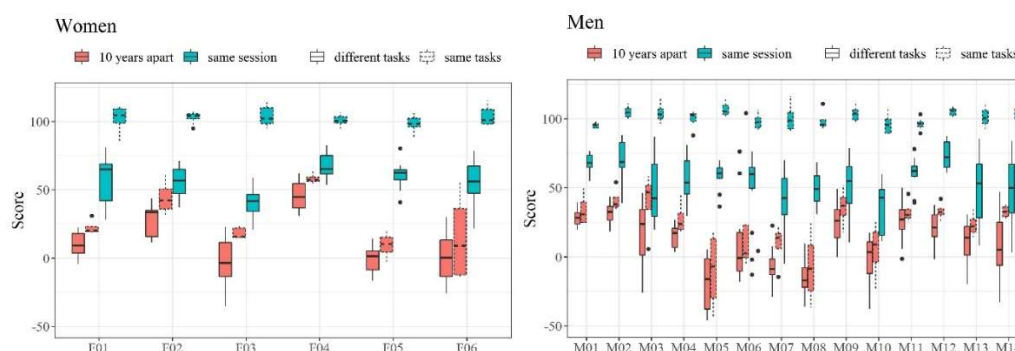 Women
10 years apart same session different tasks same tasks
Score
100
50
0
-50
F01 F02 F03 F04 F05 F06
Men
10 years apart same session different tasks same tasks
Score
100
50
0
-50
M01 M02 M03 M04 M05 M06 M07 M08 M09 M10 M11 M12 M13 M14